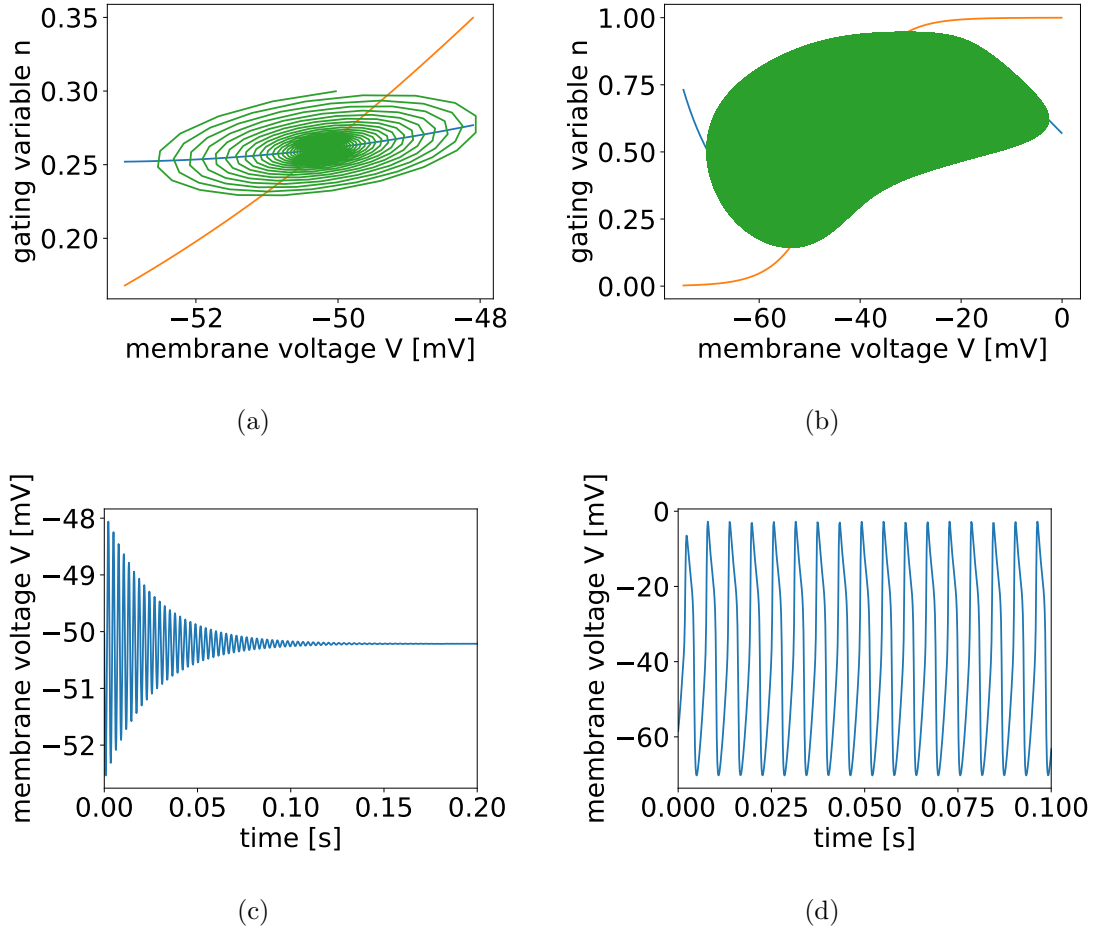 0.35
0.30
0.25
0.20
gating variable n
−52
−50
−48
membrane voltage V [mV]
(a)
1.00
0.75
0.50
0.25
0.00
gating variable n
−60
−40
−20
0
membrane voltage V [mV]
(b)
−48
−49
−50
−51
−52
membrane voltage V [mV]
0.00
0.05
0.10
0.15
0.20
time [s]
(c)
0
−20
−40
−60
membrane voltage V [mV]
0.000
0.025
0.050
0.075
0.100
time [s]
(d)